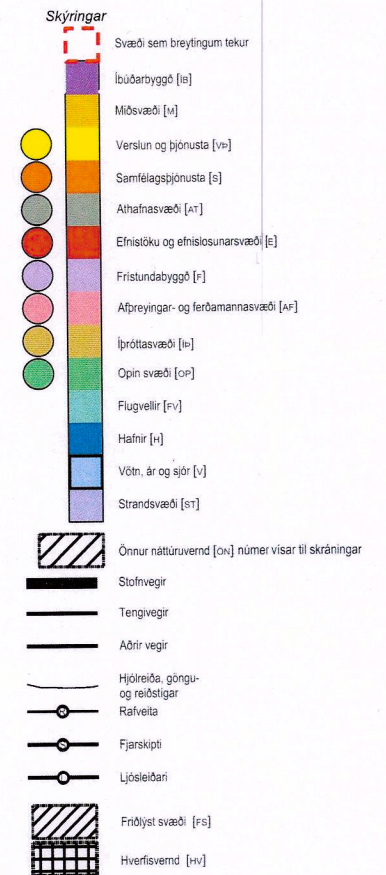 Skýringar
Svæði sem breytingum tekur
Íbúðarbyggð [ÍB]
Miðsvæði [M]
Verslun og þjónusta [VÞ]
Samfélagsþjónusta [S]
Athafnasvæði [AT]
Efnistöku og efnislosunarsvæði [E]
Frístundabyggð [F]
Afþreyingar- og ferðamannasvæði [AF]
Íþróttasvæði [ÍÞ]
Opin svæði [OP]
Flugvellir [FV]
Hafnir [H]
Vötn, ár og sjór [V]
Strandsvæði [ST]
Önnur náttúruvernd [ÖN] númer vísar til skráningar
Stofnvegir
Tengivegir
Aðrir vegir
Hjólreiða, göngu-
og reiðstígar
R
Rafveita
S
Fjarskipti
L
Ljósleiðari
Friðlýst svæði [FS]
Hverfisvernd [HV]